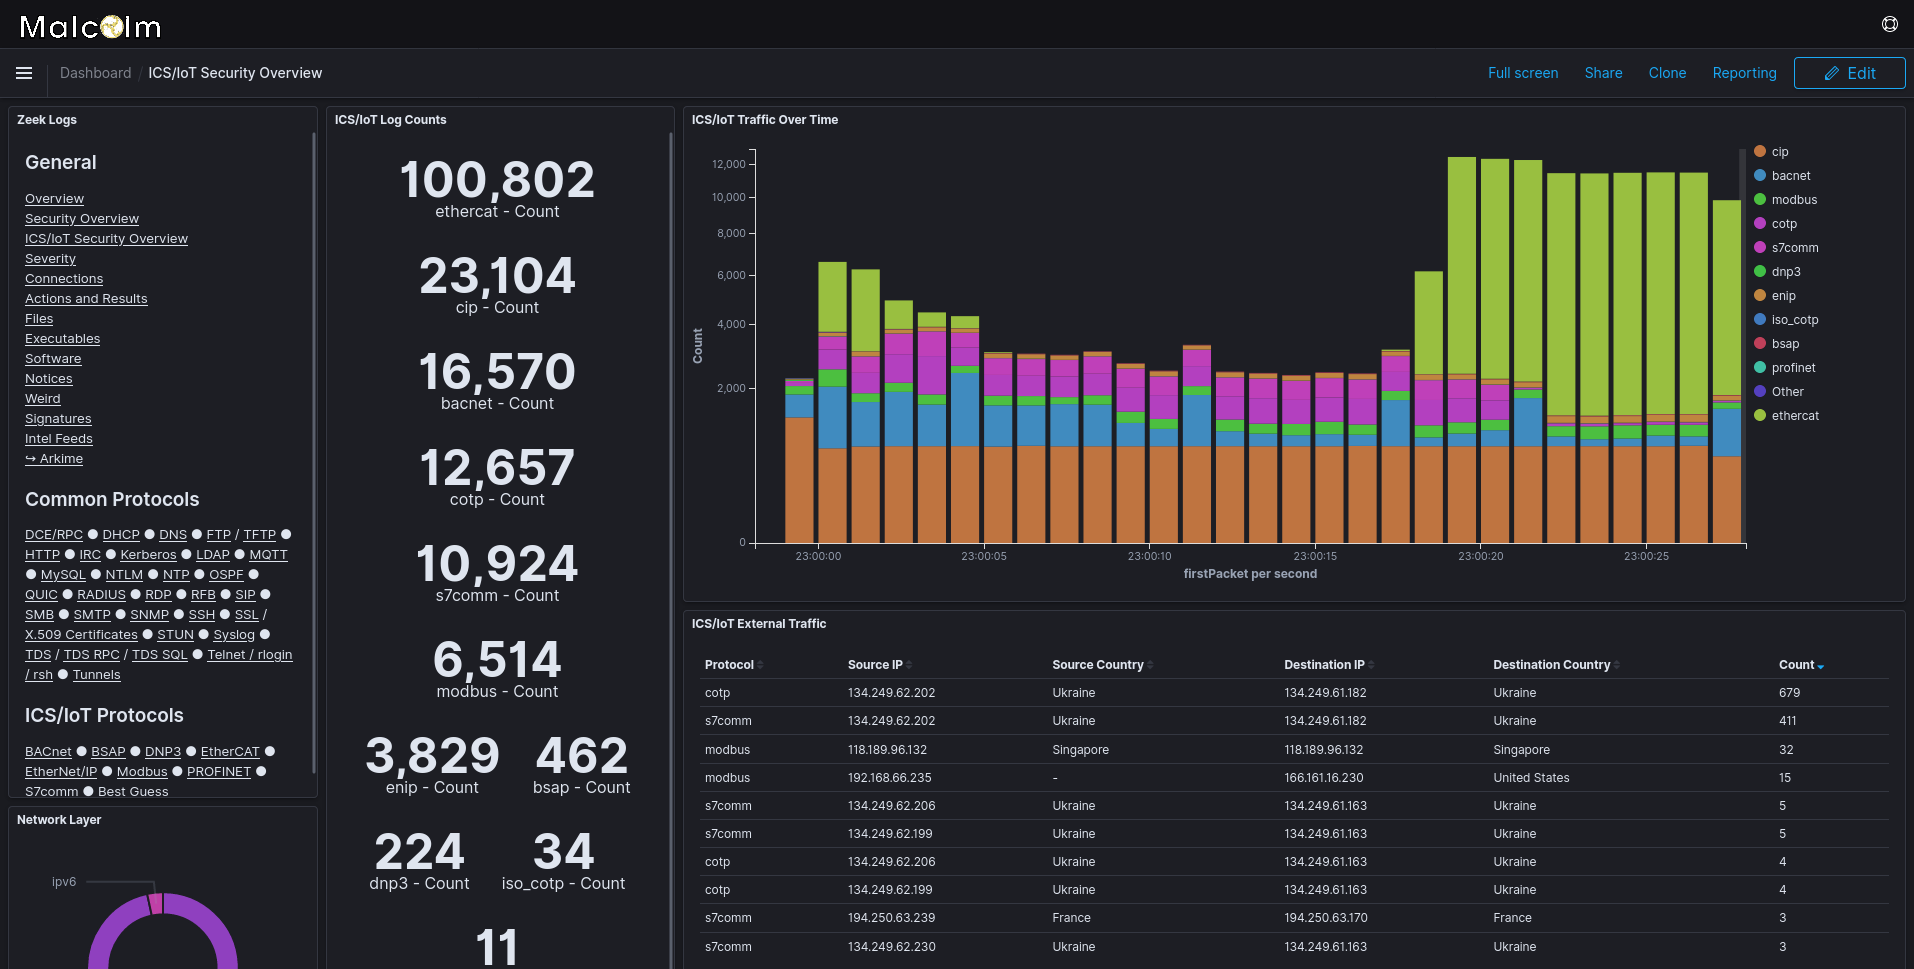 Malcolm
Dashboard / ICS/IoT Security Overview
Full screen Share Clone Reporting Edit
Zeek Logs
General
Overview
Security Overview
ICS/IoT Security Overview
Severity
Connections
Actions and Results
Files
Executables
Software
Notices
Weird
Signatures
Intel Feeds
↪ Arkime
Common Protocols
DCE/RPC ● DHCP ● DNS ● FTP / TFTP ●
HTTP ● IRC ● Kerberos ● LDAP ● MQTT
● MySQL ● NTLM ● NTP ● OSPF ●
QUIC ● RADIUS ● RDP ● RFB ● SIP ●
SMB ● SMTP ● SNMP ● SSH ● SSL /
X.509 Certificates ● STUN ● Syslog ●
TDS / TDS RPC / TDS SQL ● Telnet / rlogin
/ rsh ● Tunnels
ICS/IoT Protocols
BACnet ● BSAP ● DNP3 ● EtherCAT ●
EtherNet/IP ● Modbus ● PROFINET ●
S7comm ● Best Guess
Network Layer
ipv6
ICS/IoT Log Counts
100,802
ethercat - Count
23,104
cip - Count
16,570
bacnet - Count
12,657
cotp - Count
10,924
s7comm - Count
6,514
modbus - Count
3,829 462
enip - Count bsap - Count
224 34
dnp3 - Count iso_cotp - Count
11
ICS/IoT Traffic Over Time
12,000
10,000
8,000
6,000
4,000
2,000
0
Count
23:00:00 23:00:05 23:00:10 23:00:15 23:00:20 23:00:25
firstPacket per second
cip
bacnet
modbus
cotp
s7comm
dnp3
enip
iso_cotp
bsap
profinet
Other
ethercat
ICS/IoT External Traffic
Protocol Source IP Source Country Destination IP Destination Country Count
cotp 134.249.62.202 Ukraine 134.249.61.182 Ukraine 679
s7comm 134.249.62.202 Ukraine 134.249.61.182 Ukraine 411
modbus 118.189.96.132 Singapore 118.189.96.132 Singapore 32
modbus 192.168.66.235 - 166.161.16.230 United States 15
s7comm 134.249.62.206 Ukraine 134.249.61.163 Ukraine 5
s7comm 134.249.62.199 Ukraine 134.249.61.163 Ukraine 5
cotp 134.249.62.206 Ukraine 134.249.61.163 Ukraine 4
cotp 134.249.62.199 Ukraine 134.249.61.163 Ukraine 4
s7comm 194.250.63.239 France 194.250.63.170 France 3
s7comm 134.249.62.230 Ukraine 134.249.61.163 Ukraine 3